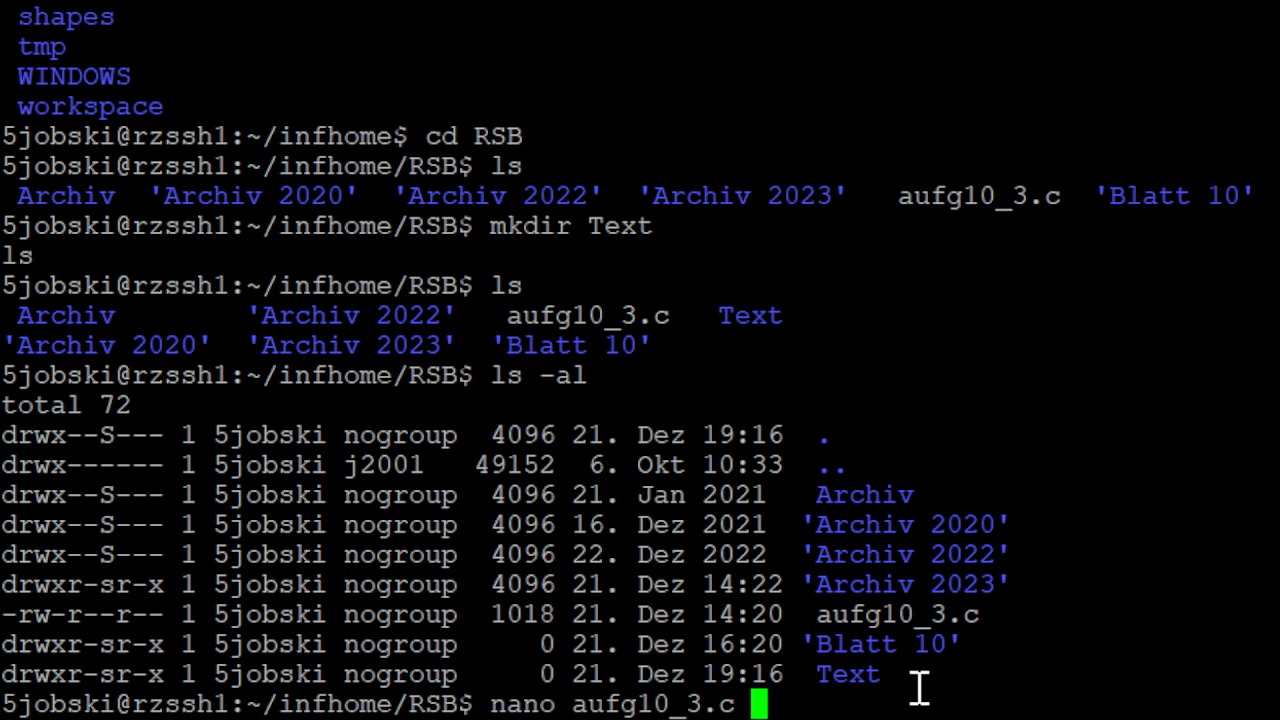 shapes
tmp
WINDOWS
workspace
5jobski@rzssh1:~/infhome$ cd RSB
5jobski@rzssh1:~/infhome/RSB$ ls
Archiv 'Archiv 2020' 'Archiv 2022' 'Archiv 2023' aufg10_3.c 'Blatt 10'
5jobski@rzssh1:~/infhome/RSB$ mkdir Text
ls
5jobski@rzssh1:~/infhome/RSB$ ls
Archiv 'Archiv 2022' aufg10_3.c Text
'Archiv 2020' 'Archiv 2023' 'Blatt 10'
5jobski@rzssh1:~/infhome/RSB$ ls -al
total 72
drwx--S--- 1 5jobski nogroup 4096 21. Dez 19:16 .
drwx------ 1 5jobski j2001 49152 6. Okt 10:33 ..
drwx--S--- 1 5jobski nogroup 4096 21. Jan 2021 Archiv
drwx--S--- 1 5jobski nogroup 4096 16. Dez 2021 'Archiv 2020'
drwx--S--- 1 5jobski nogroup 4096 22. Dez 2022 'Archiv 2022'
drwxr-sr-x 1 5jobski nogroup 4096 21. Dez 14:22 'Archiv 2023'
-rw-r--r-- 1 5jobski nogroup 1018 21. Dez 14:20 aufg10_3.c
drwxr-sr-x 1 5jobski nogroup 0 21. Dez 16:20 'Blatt 10'
drwxr-sr-x 1 5jobski nogroup 0 21. Dez 19:16 Text
5jobski@rzssh1:~/infhome/RSB$ nano aufg10_3.c